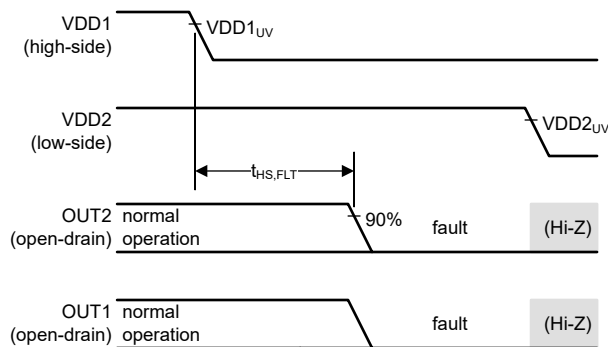 VDD1
(high-side)
VDD1UV
VDD2
(low-side)
VDD2UV
tHS,FLT
OUT2
(open-drain)
normal
operation
90%
fault
(Hi-Z)
OUT1
(open-drain)
normal
operation
fault
(Hi-Z)